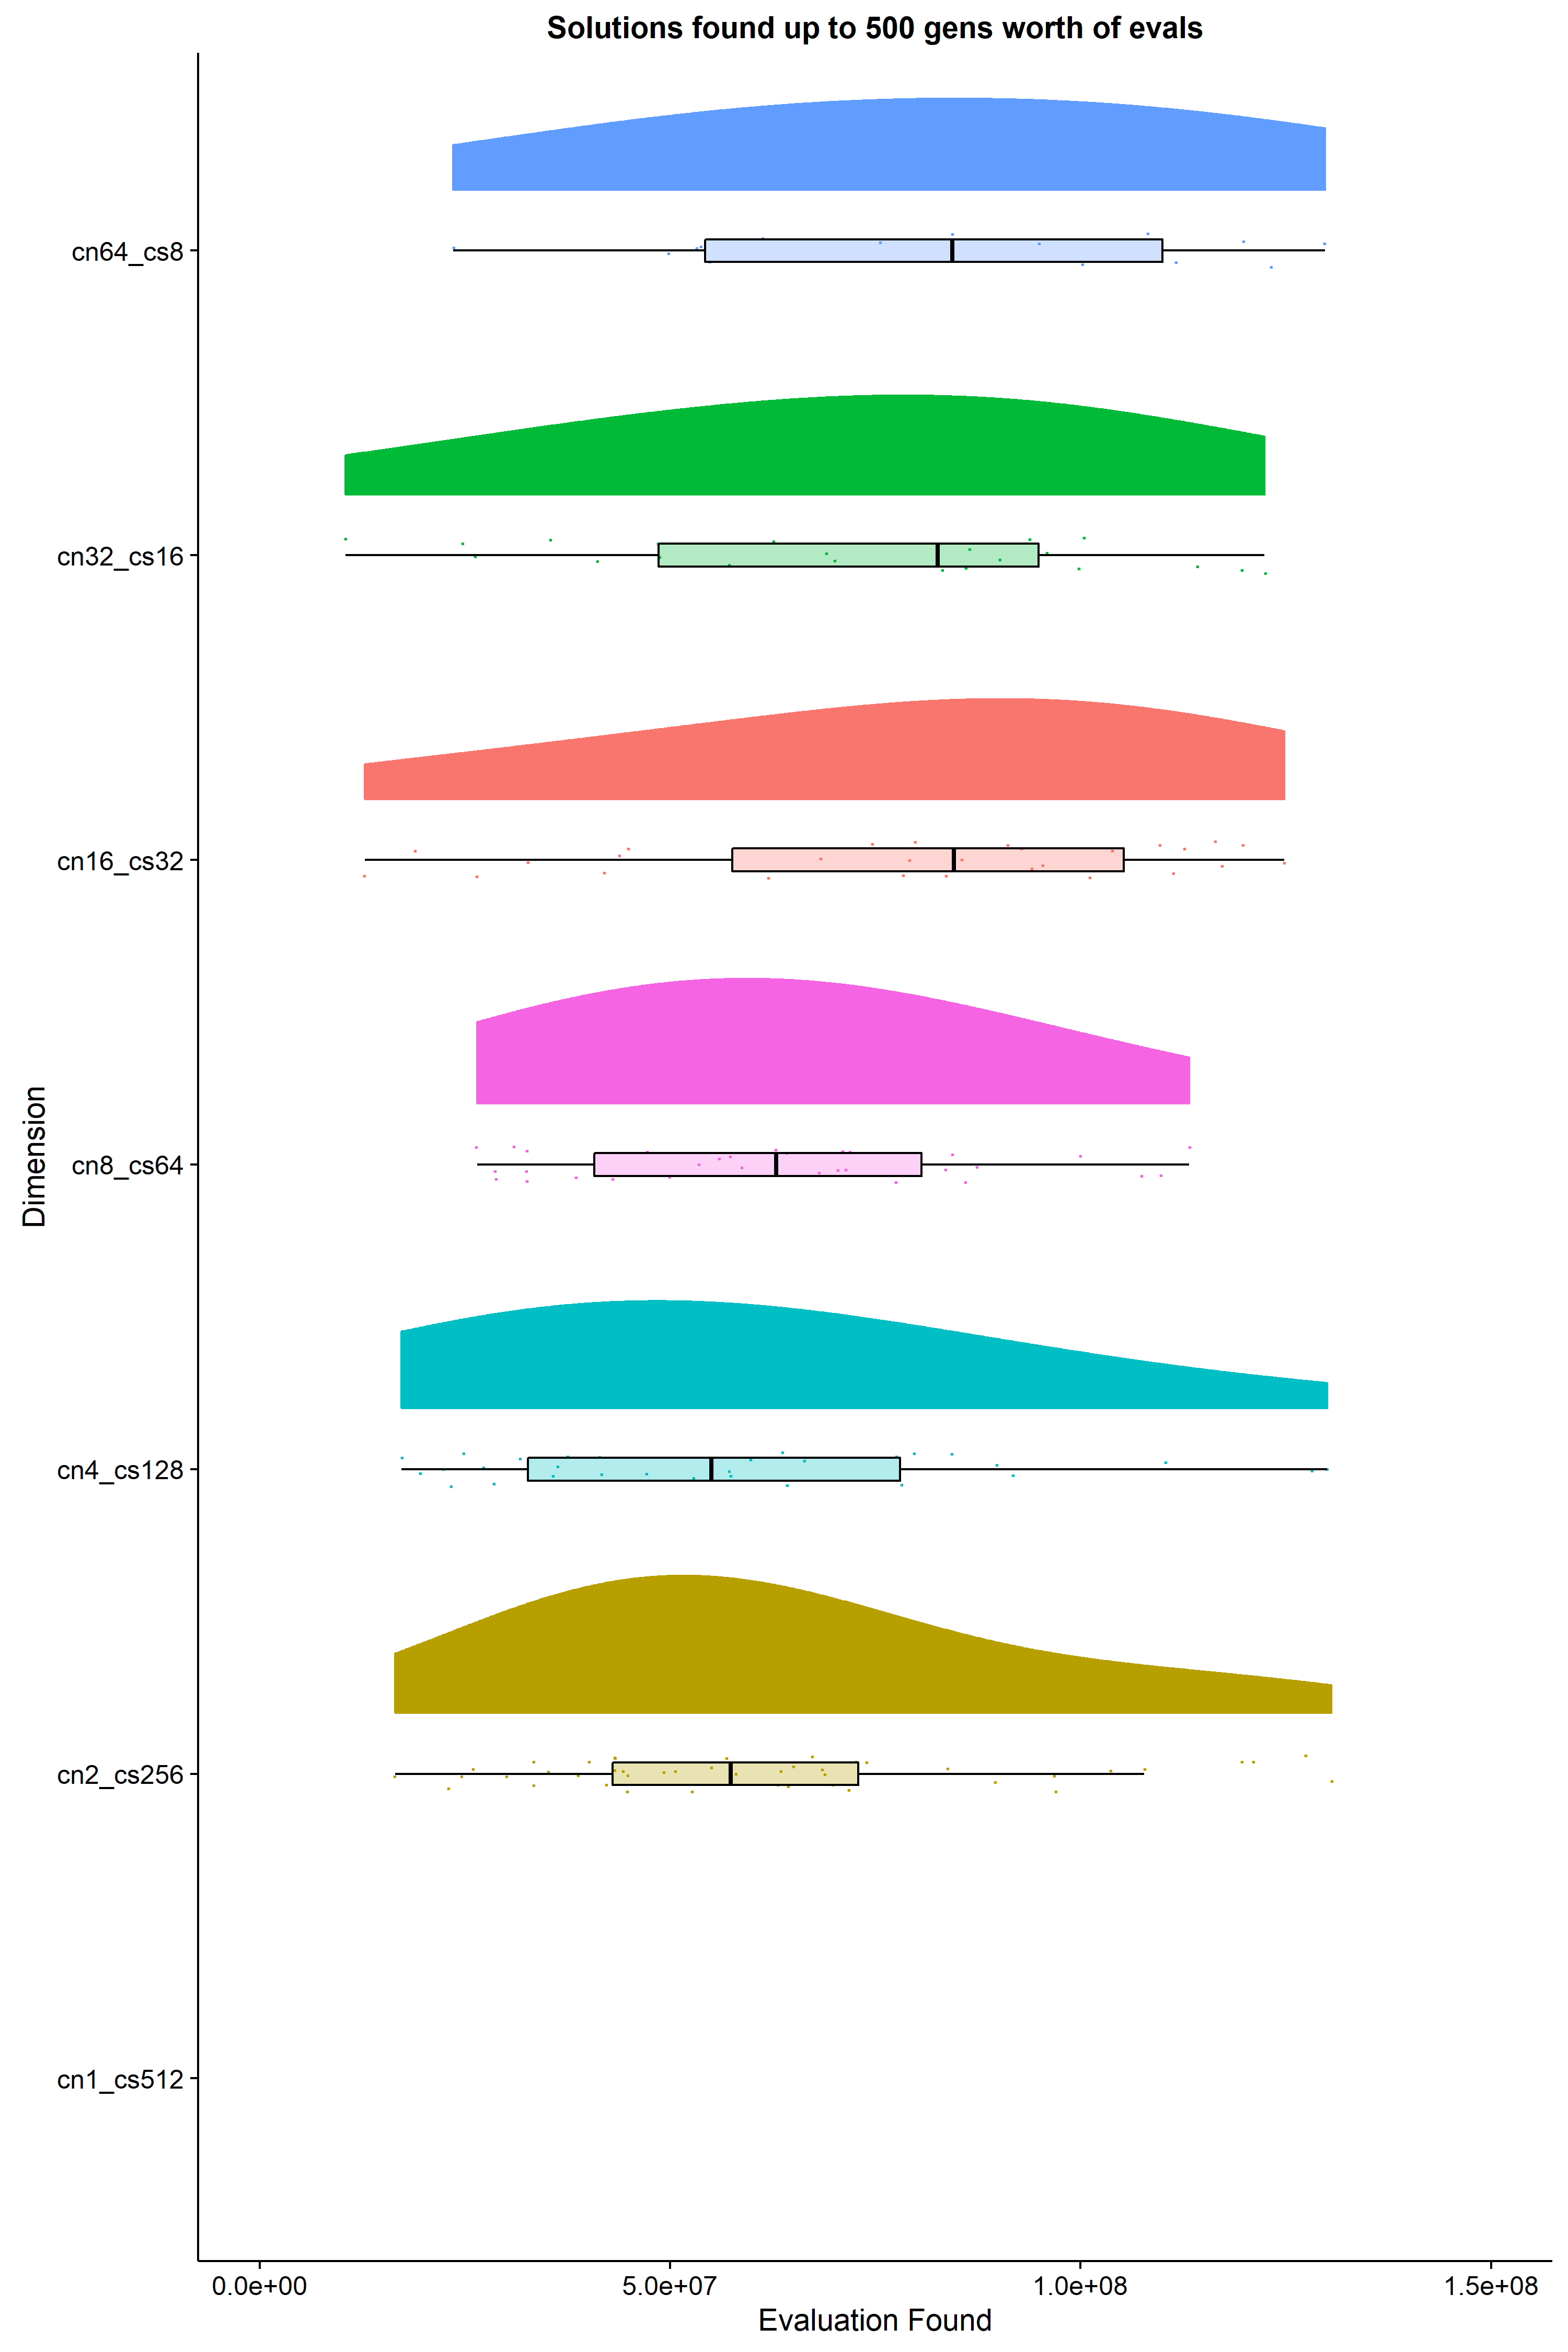 Solutions found up to 500 gens worth of evals
cn64_cs8
cn32_cs16
cn16_cs32
cn8_cs64
cn4_cs128
cn2_cs256
cn1_cs512
Dimension
0.0e+00
5.0e+07
1.0e+08
1.5e+08
Evaluation Found